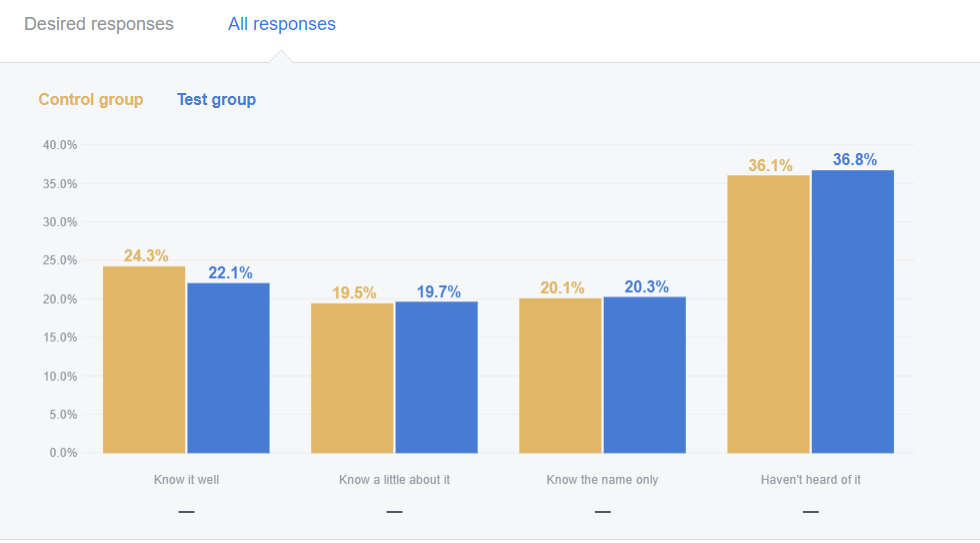 Desired responses All responses
Control group Test group
40.0%
35.0%
30.0%
25.0%
20.0%
15.0%
10.0%
5.0%
0.0%
24.3% 22.1% 19.5% 19.7% 20.1% 20.3% 36.1% 36.8%
Know it well Know a little about it Know the name only Haven't heard of it
— — — —